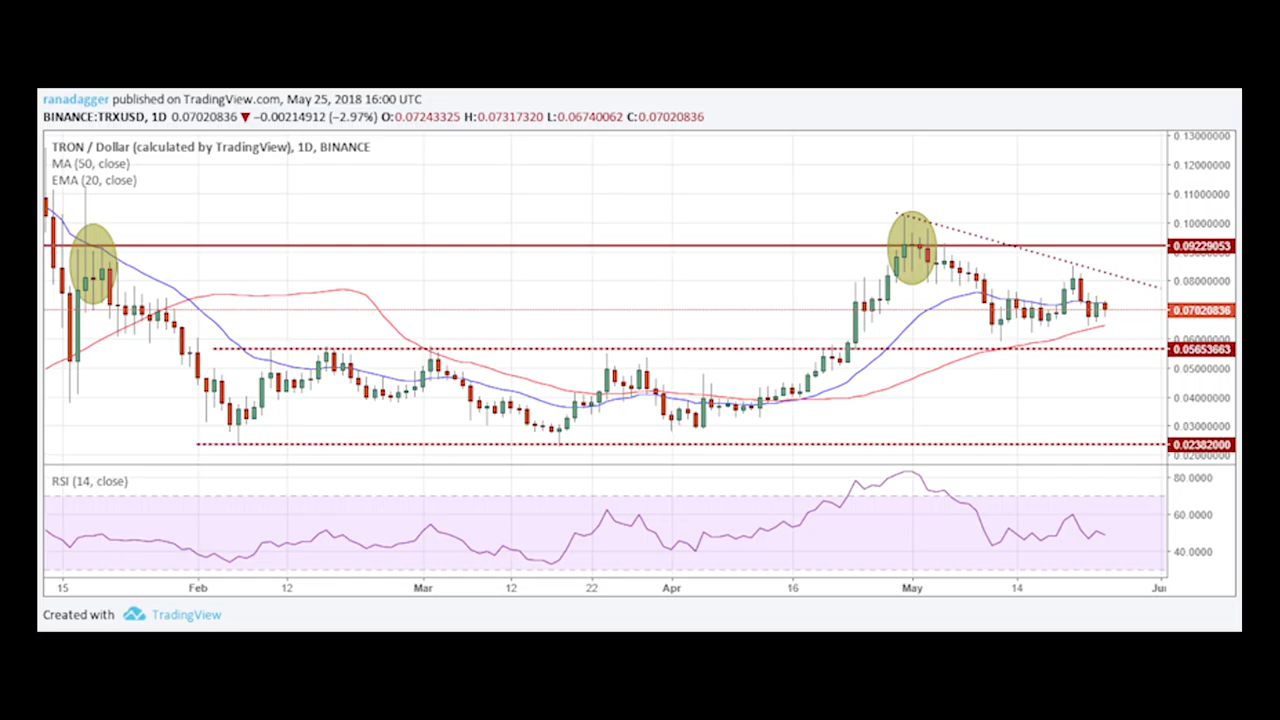 ranadagger published on TradingView.com, May 25, 2018 16:00 UTC
BINANCE:TRXUSD, 1D 0.07020836 ▼ −0.00214912 (−2.97%) O:0.07243325 H:0.07317320 L:0.06740062 C:0.07020836
TRON / Dollar (calculated by TradingView), 1D, BINANCE
MA (50, close)
EMA (20, close)
0.13000000
0.12000000
0.11000000
0.10000000
0.09229053
0.08000000
0.07020836
0.06000000
0.05653663
0.05000000
0.04000000
0.03000000
0.02382000
0.02000000
RSI (14, close)
80.0000
60.0000
40.0000
15 Feb 12 Mar 12 22 Apr 16 May 14
Created with TradingView